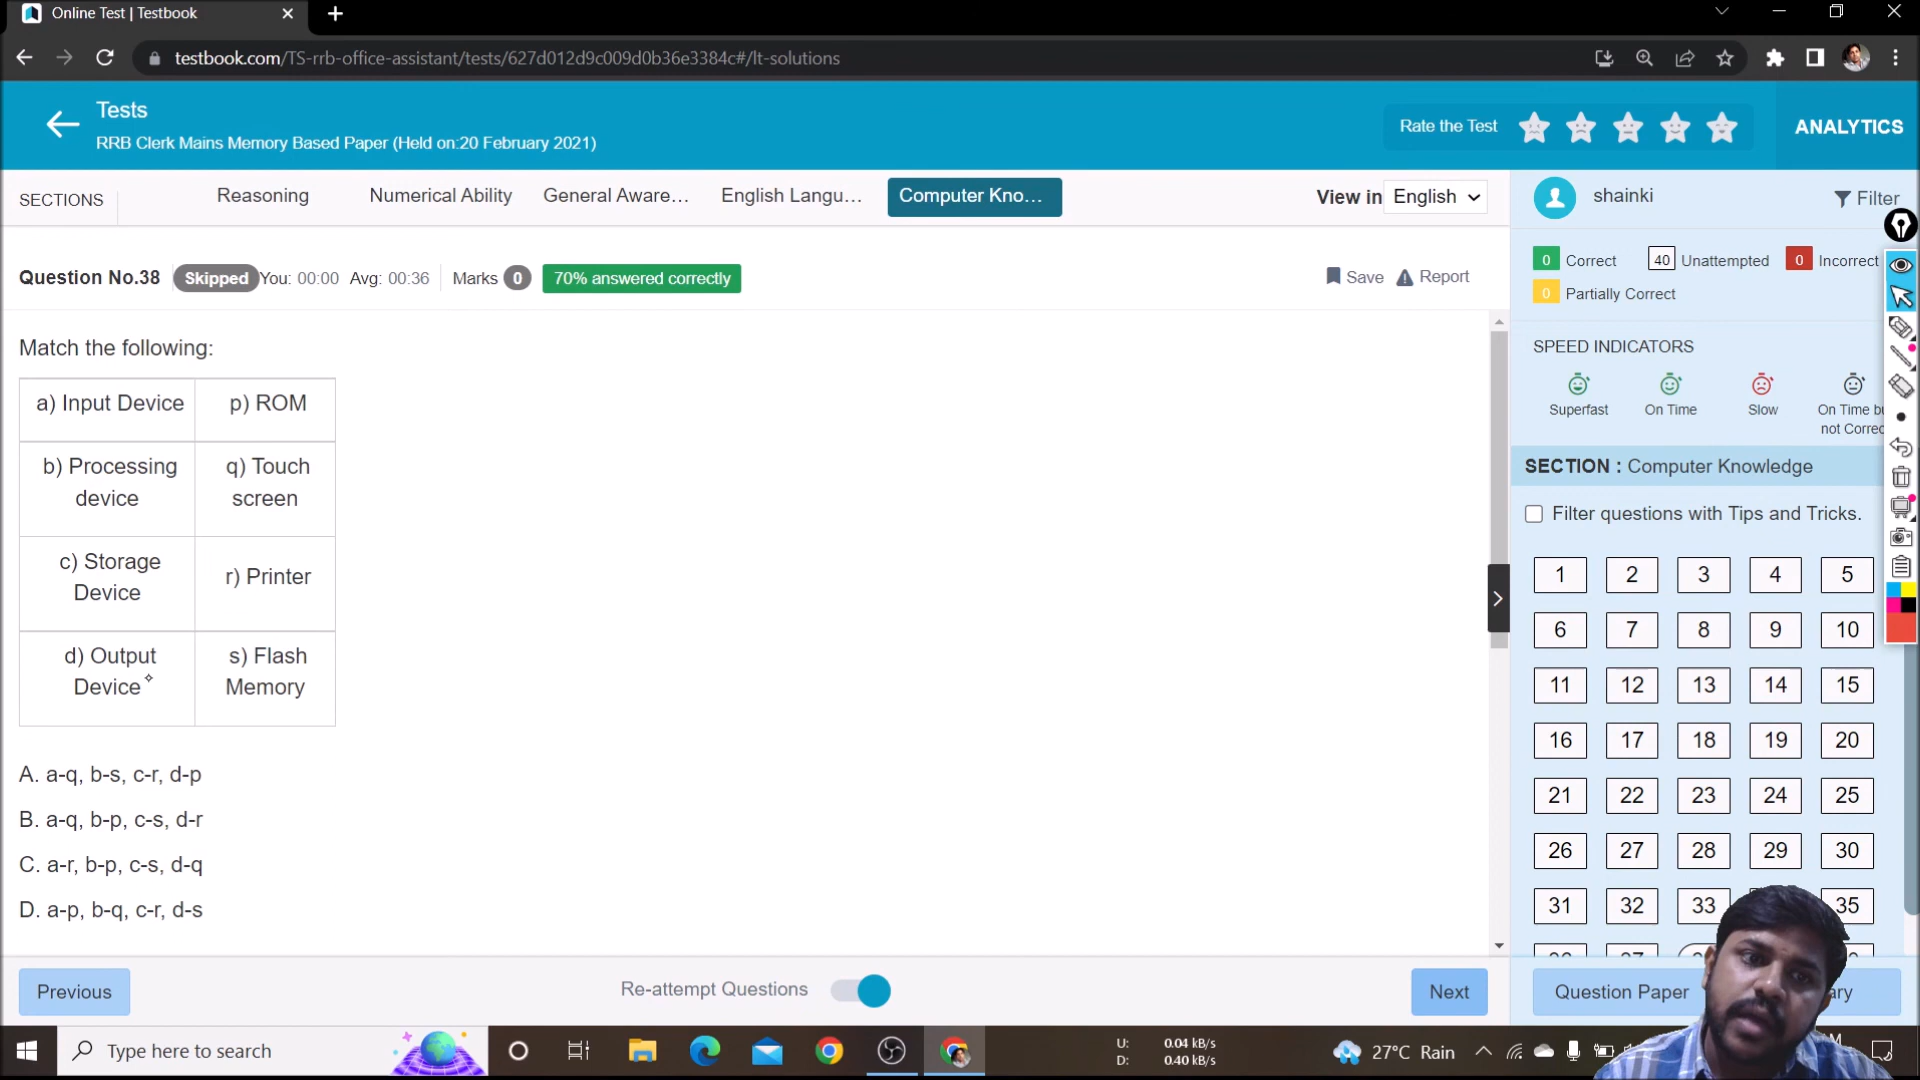 Online Test | Testbook
testbook.com/TS-rrb-office-assistant/tests/627d012d9c009d0b36e3384c#/lt-solutions
Tests
RRB Clerk Mains Memory Based Paper (Held on:20 February 2021)
Rate the Test
ANALYTICS
SECTIONS
Reasoning
Numerical Ability
General Aware...
English Langu...
Computer Kno...
View in
English
shainki
Filter
Question No.38
Skipped
You: 00:00
Avg: 00:36
Marks 0
70% answered correctly
Save
Report
0 Correct
40 Unattempted
0 Incorrect
0 Partially Correct
Match the following:
a) Input Device
p) ROM
b) Processing
device
q) Touch
screen
c) Storage
Device
r) Printer
d) Output
Device
s) Flash
Memory
A. a-q, b-s, c-r, d-p
B. a-q, b-p, c-s, d-r
C. a-r, b-p, c-s, d-q
D. a-p, b-q, c-r, d-s
SPEED INDICATORS
Superfast
On Time
Slow
On Time bu
not Correc
SECTION : Computer Knowledge
Filter questions with Tips and Tricks.
1 2 3 4 5
6 7 8 9 10
11 12 13 14 15
16 17 18 19 20
21 22 23 24 25
26 27 28 29 30
31 32 33 35
Previous
Re-attempt Questions
Next
Question Paper
Type here to search
U: 0.04 kB/s
D: 0.40 kB/s
27°C Rain